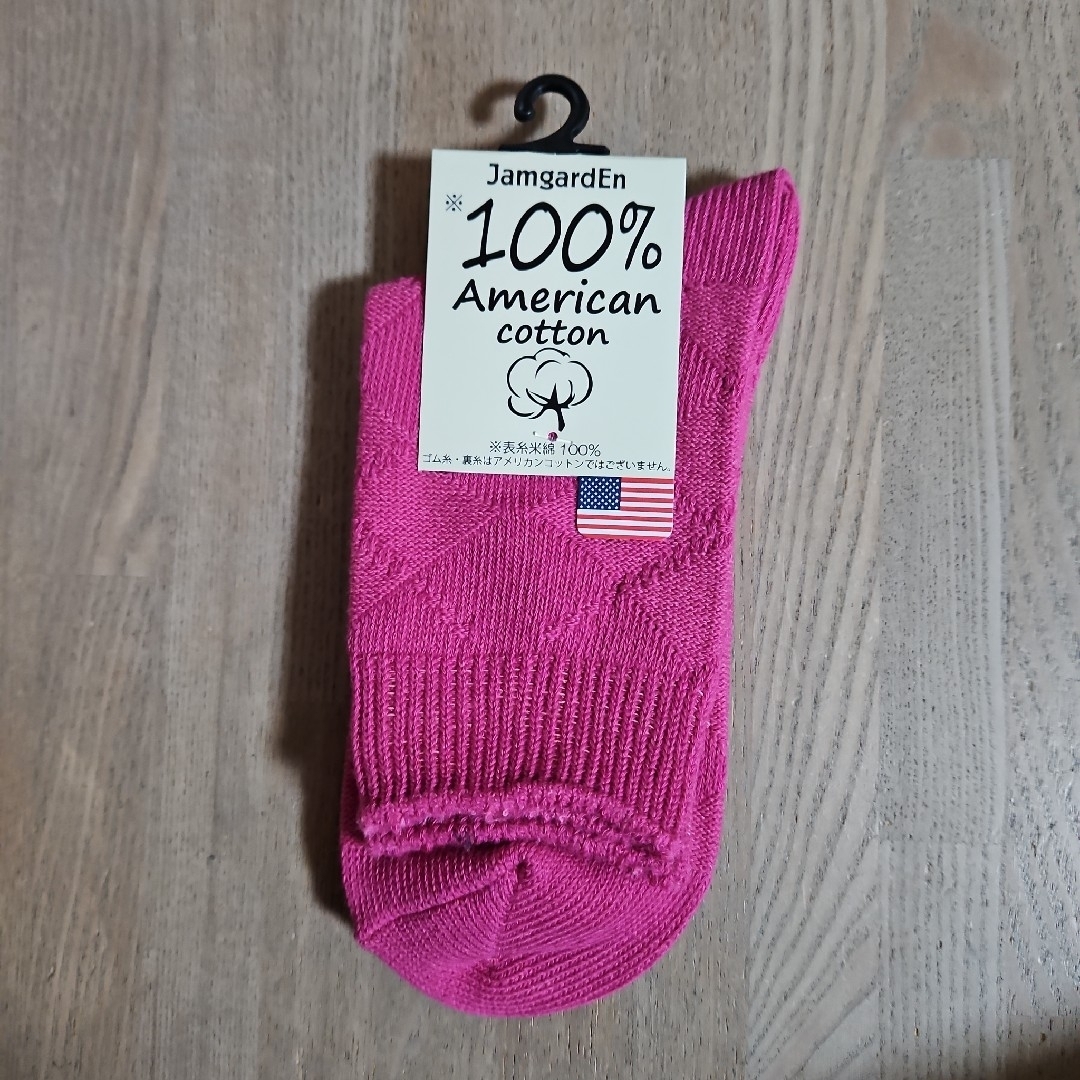 JamgardEn
※100%
American
cotton
※表糸米綿 100%
ゴム糸・裏糸はアメリカンコットンではございません。